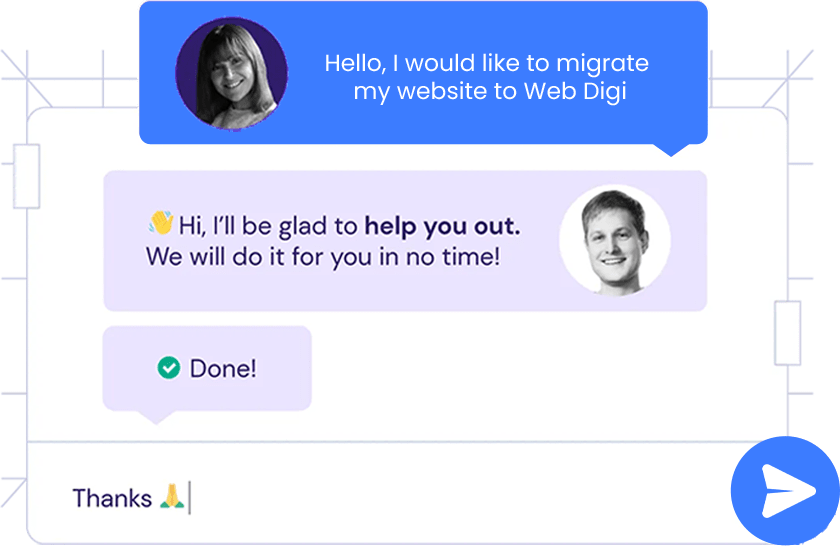 Hello, I would like to migrate
my website to Web Digi
👋 Hi, I’ll be glad to help you out.
We will do it for you in no time!
Done!
Thanks 🙏